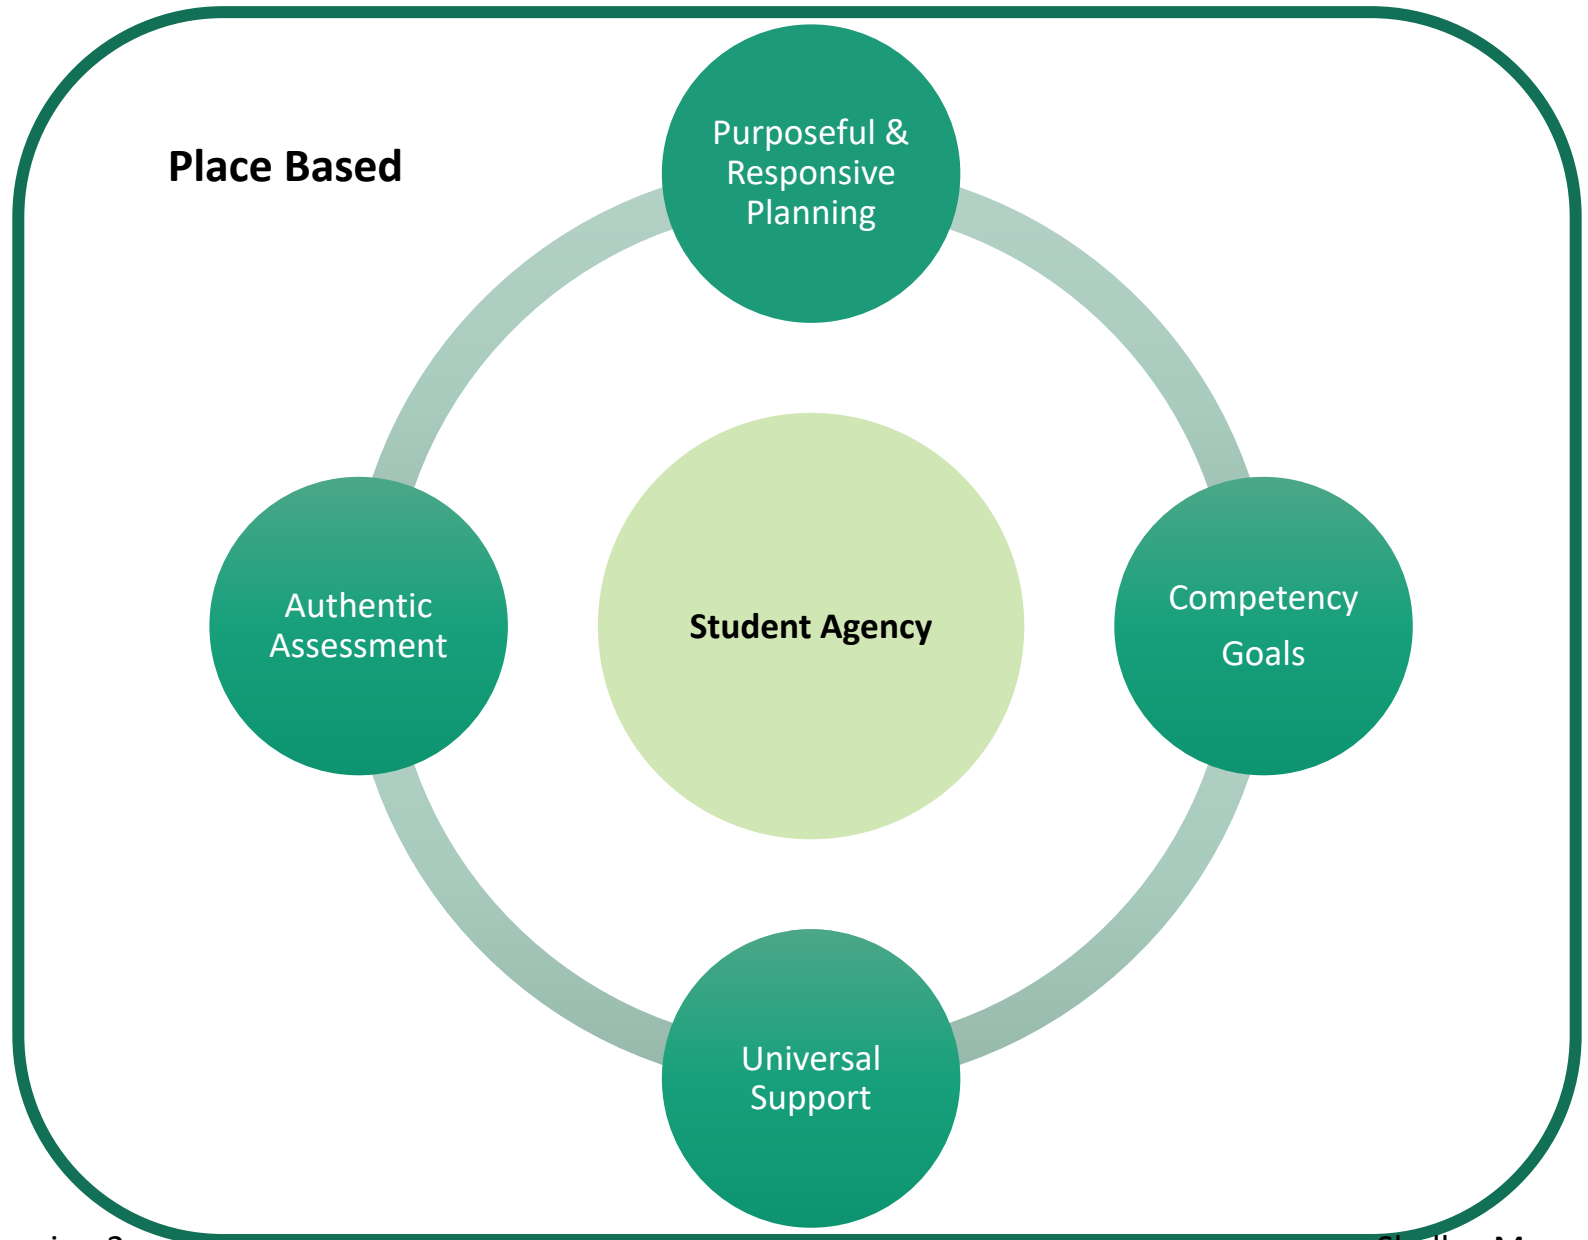 Purposeful &
Responsive
Planning
Place Based
Authentic
Assessment
Student Agency
Competency
Goals
Universal
Support